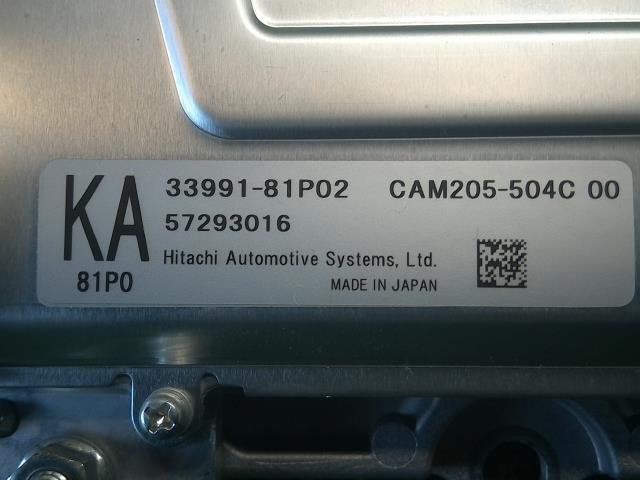 KA 33991-81P02 CAM205-504C 00
57293016
81P0 Hitachi Automotive Systems, Ltd.
MADE IN JAPAN